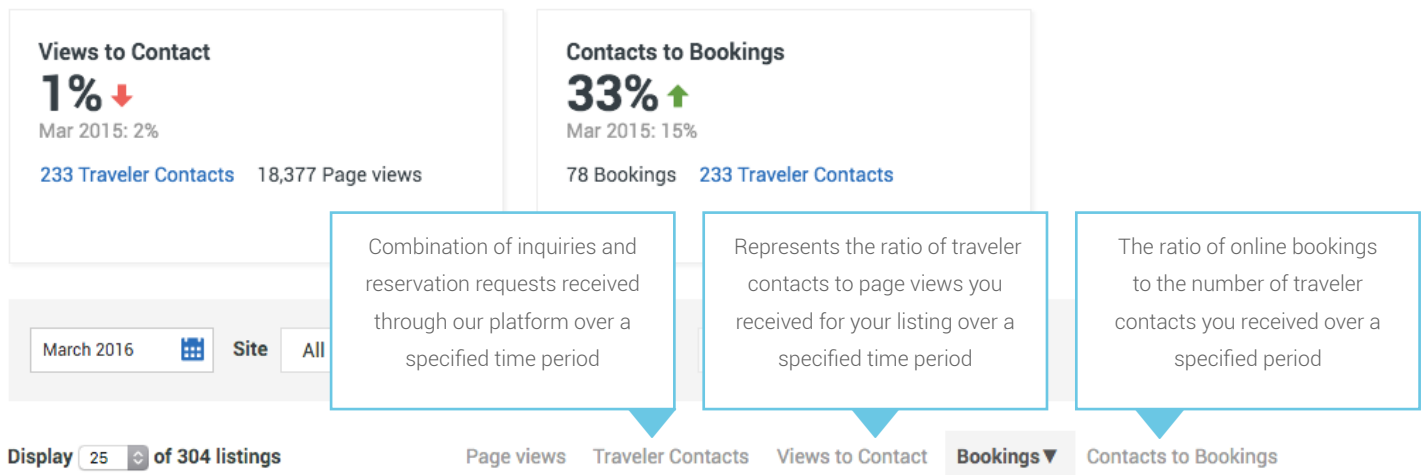 Views to Contact
1%
Mar 2015: 2%
233 Traveler Contacts 18,377 Page views
Contacts to Bookings
33%
Mar 2015: 15%
78 Bookings 233 Traveler Contacts
Combination of inquiries and
reservation requests received
through our platform over a
specified time period
Represents the ratio of traveler
contacts to page views you
received for your listing over a
specified time period
The ratio of online bookings
to the number of traveler
contacts you received over a
specified period
March 2016 Site All
Display 25 of 304 listings
Page views Traveler Contacts Views to Contact Bookings▼ Contacts to Bookings